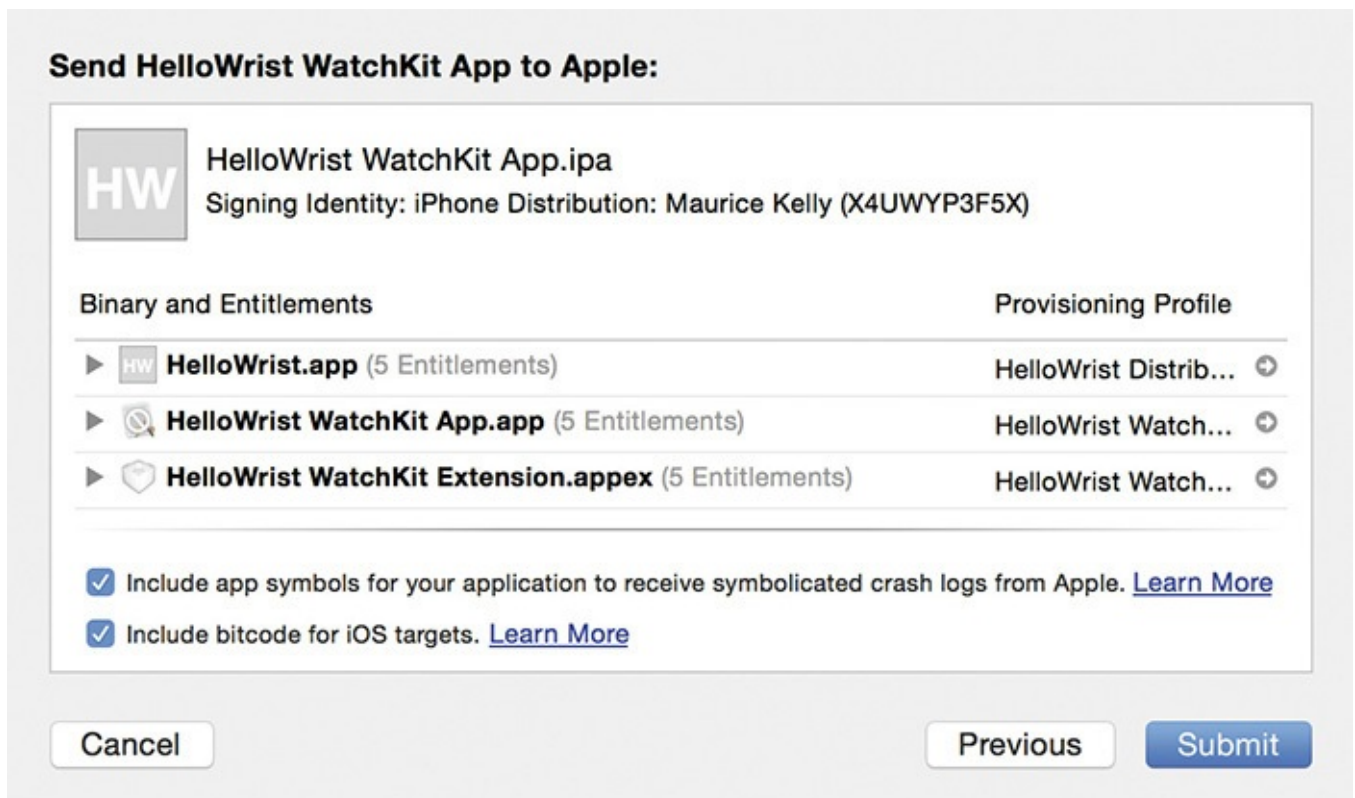 Send HelloWrist WatchKit App to Apple:
HW
HelloWrist WatchKit App.ipa
Signing Identity: iPhone Distribution: Maurice Kelly (X4UWYP3F5X)
Binary and Entitlements Provisioning Profile
HW HelloWrist.app (5 Entitlements) HelloWrist Distrib...
HelloWrist WatchKit App.app (5 Entitlements) HelloWrist Watch...
HelloWrist WatchKit Extension.appex (5 Entitlements) HelloWrist Watch...
Include app symbols for your application to receive symbolicated crash logs from Apple. Learn More
Include bitcode for iOS targets. Learn More
Cancel Previous Submit